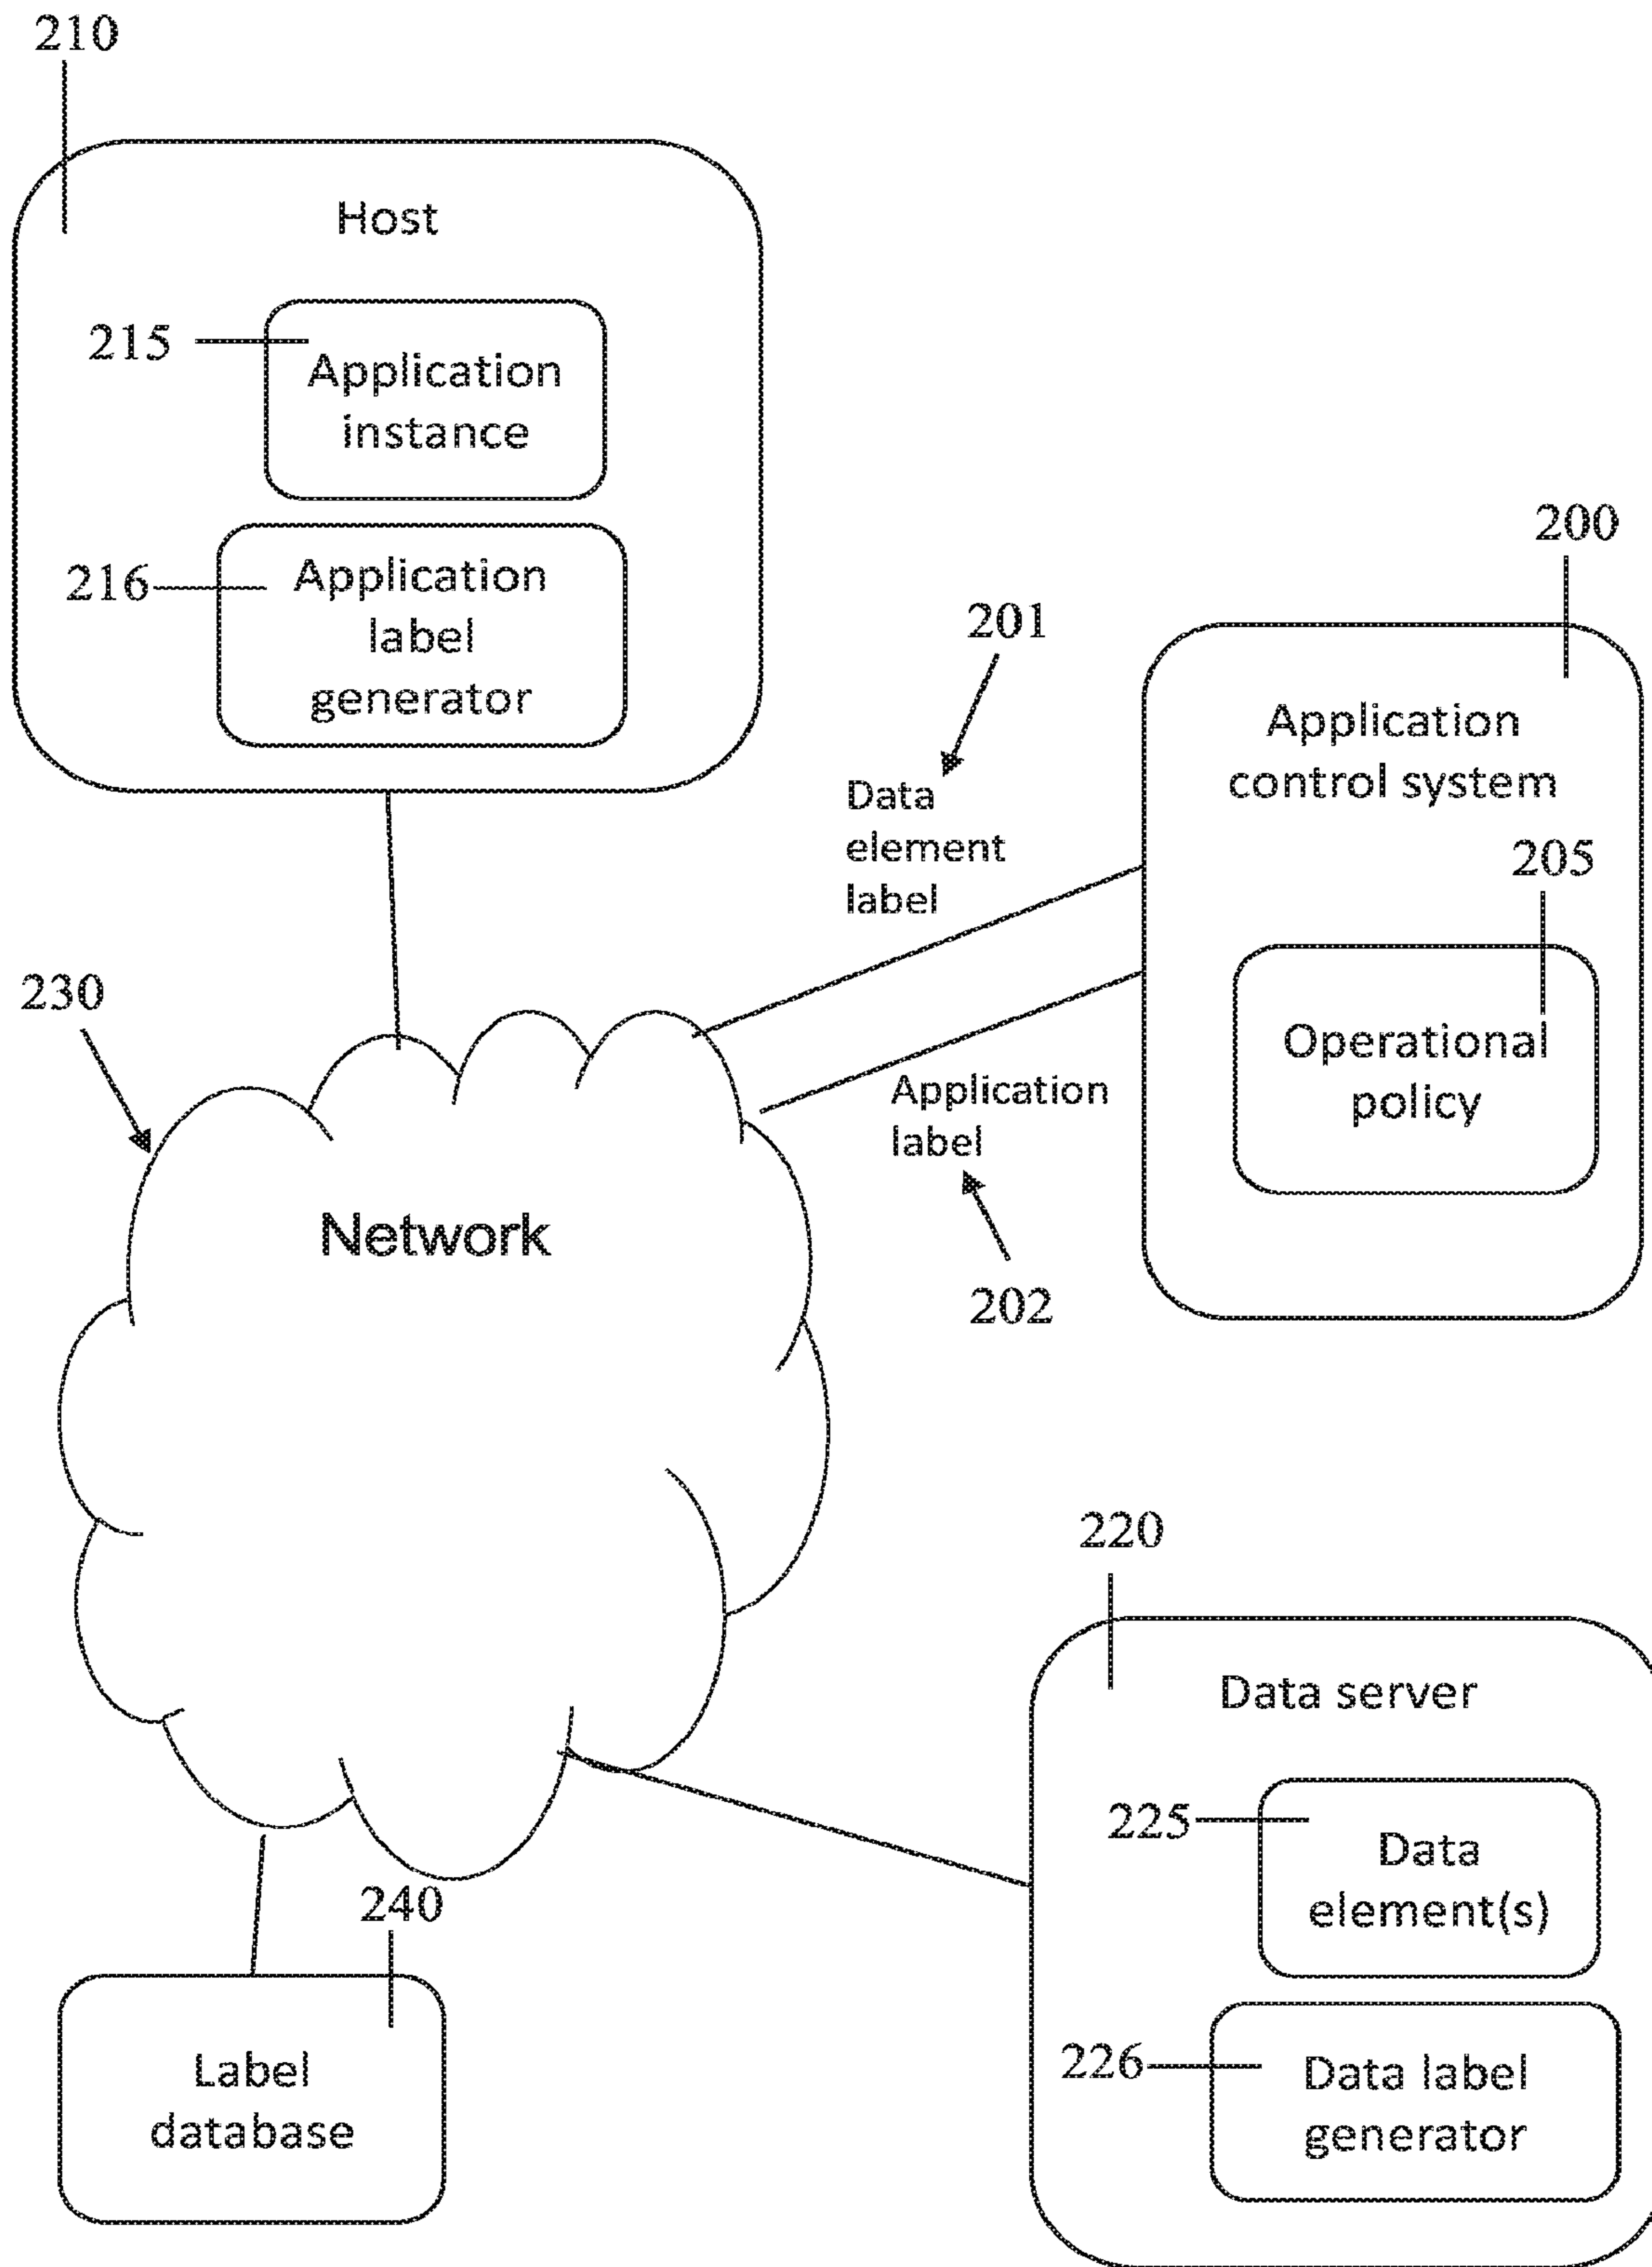 210
Host
215
Application
instance
216
Application
label
generator
200
Application
control system
205
Operational
policy
201
Data
element
label
Application
label
202
230
Network
220
Data server
225
Data
element(s)
226
Data label
generator
240
Label
database